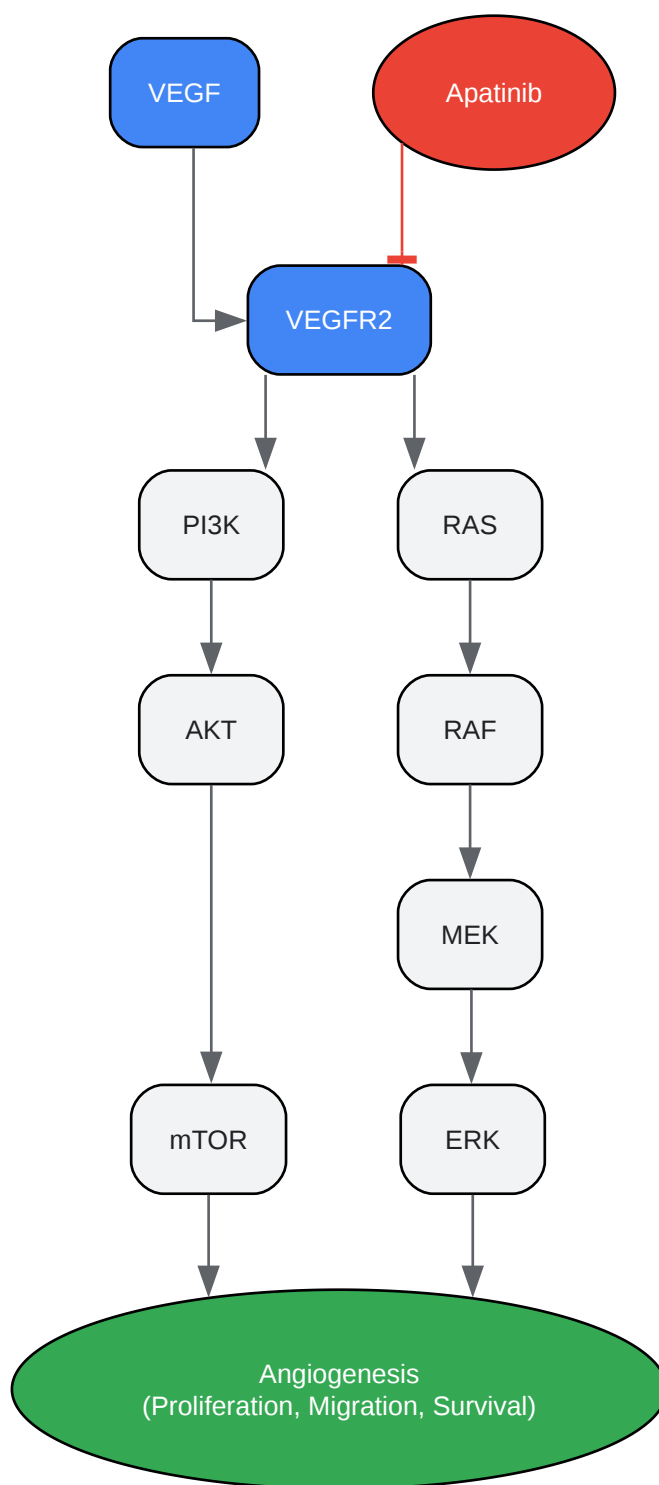 VEGF
Apatinib
VEGFR2
PI3K
RAS
AKT
RAF
MEK
mTOR
ERK
Angiogenesis
(Proliferation, Migration, Survival)